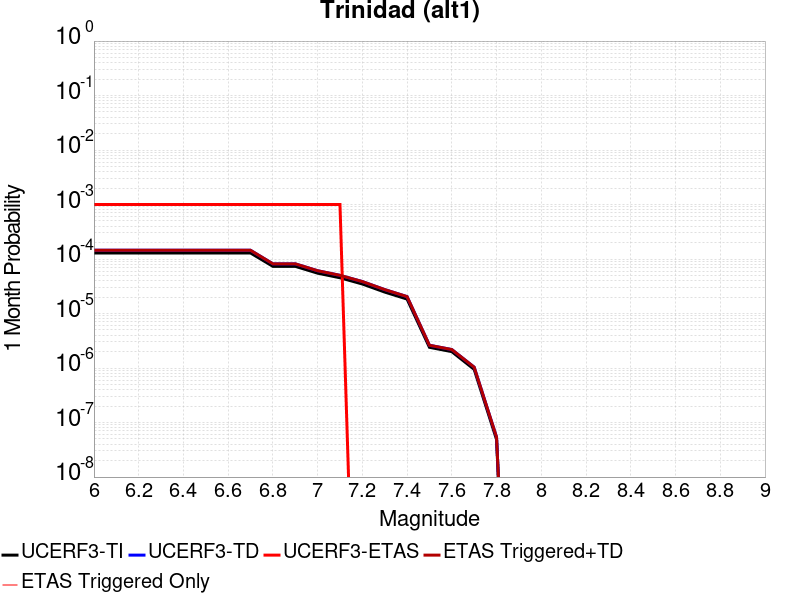 Trinidad (alt1)
1 Month Probability
10^0
10^-1
10^-2
10^-3
10^-4
10^-5
10^-6
10^-7
10^-8
6 6.2 6.4 6.6 6.8 7 7.2 7.4 7.6 7.8 8 8.2 8.4 8.6 8.8 9
Magnitude
UCERF3-TI UCERF3-TD UCERF3-ETAS ETAS Triggered+TD
ETAS Triggered Only